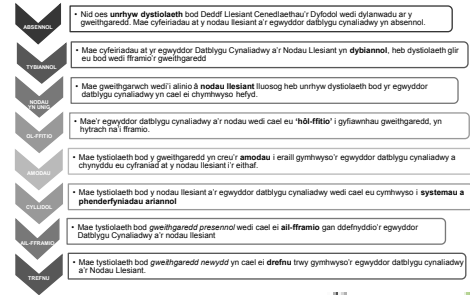 ABSENNOL
• Nid oes unrhyw dystiolaeth bod Deddf Llesiant Cenedlaethau'r Dyfodol wedi dylanwadu ar y
gweithgaredd. Mae cyfeiriadau at y nodau llesiant a'r egwyddor datblygu cynaliadwy yn absennol.
TYBIANNOL
• Mae cyfeiriadau at yr egwyddor Datblygu Cynaliadwy a'r Nodau Llesiant yn dybiannol, heb dystiolaeth glir
eu bod wedi fframio'r gweithgaredd
NODAU
YN UNIG
• Mae gweithgarwch wedi'i alinio â nodau llesiant lluosog heb unrhyw dystiolaeth bod yr egwyddor
datblygu cynaliadwy yn cael ei chymhwyso hefyd.
OL-FFITIO
• Mae'r egwyddor datblygu cynaliadwy a'r nodau wedi cael eu 'hôl-ffitio' i gyfiawnhau gweithgaredd, yn
hytrach na'i fframio.
AMODAU
• Mae tystiolaeth bod y gweithgaredd yn creu'r amodau i eraill gymhwyso'r egwyddor datblygu cynaliadwy a
chynyddu eu cyfraniad at y nodau llesiant i'r eithaf.
CYLLIDOL
• Mae tystiolaeth bod y nodau llesiant a'r egwyddor datblygu cynaliadwy wedi cael eu cymhwyso i systemau a
phenderfyniadau ariannol
AIL-FFRAMIO
• Mae tystiolaeth bod gweithgaredd presennol wedi cael ei ail-fframio gan ddefnyddio'r egwyddor
Datblygu Cynaliadwy a'r nodau llesiant
TREFNU
• Mae tystiolaeth bod gweithgaredd newydd yn cael ei drefnu trwy gymhwyso'r egwyddor datblygu cynaliadwy
a'r Nodau Llesiant.